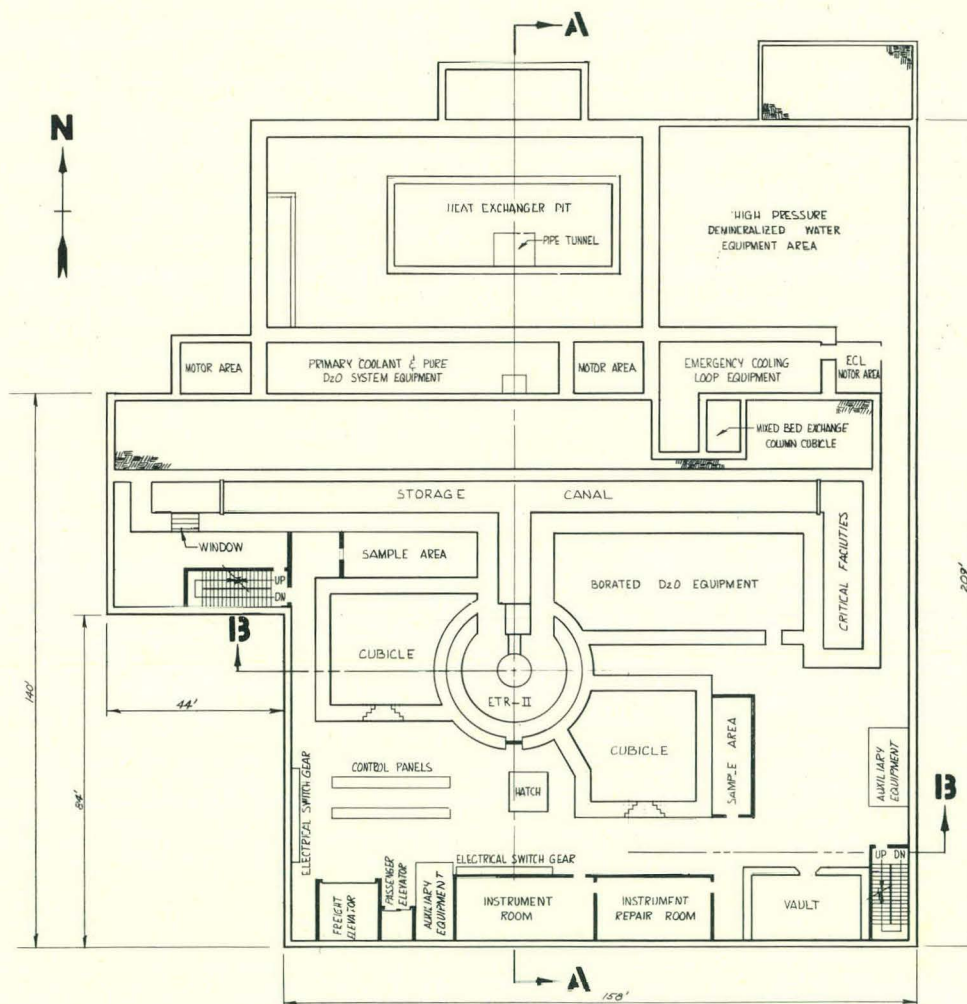 A
N
HEAT EXCHANGER PIT
PIPE TUNNEL
HIGH PRESSURE
DEMINERALIZED WATER
EQUIPMENT AREA
MOTOR AREA
PRIMARY COOLANT & PURE
D2O SYSTEM EQUIPMENT
MOTOR AREA
EMERGENCY COOLING
LOOP EQUIPMENT
ECL
MOTOR AREA
MIXED BED EXCHANGE
COLUMN CUBICLE
STORAGE CANAL
WINDOW
SAMPLE AREA
UP
DN
BORATED D2O EQUIPMENT
CRITICAL FACILITIES
208'
B
CUBICLE
ETR-II
140'
44'
84'
CUBICLE
SAMPLE AREA
AUXILIARY
EQUIPMENT
B
ELECTRICAL SWITCH GEAR
CONTROL PANELS
HATCH
UP DN
FREIGHT
ELEVATOR
PASSENGER
ELEVATOR
AUXILIARY
EQUIPMENT
ELECTRICAL SWITCH GEAR
INSTRUMENT
ROOM
INSTRUMENT
REPAIR ROOM
VAULT
A
158'